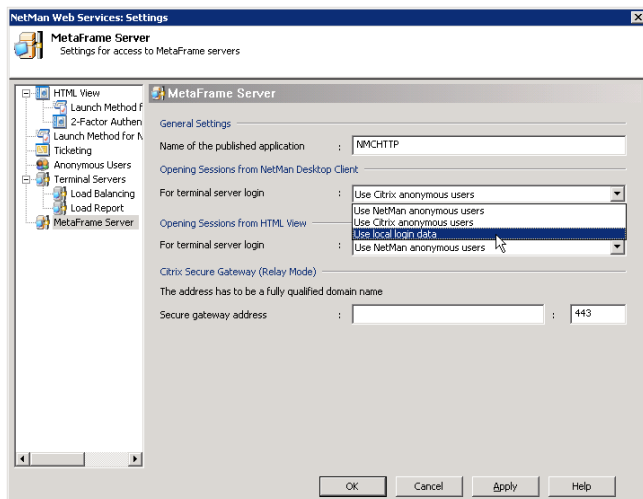 NetMan Web Services: Settings
MetaFrame Server
Settings for access to MetaFrame servers
HTML View
Launch Method f
2-Factor Authen
Launch Method for N
Ticketing
Anonymous Users
Terminal Servers
Load Balancing
Load Report
MetaFrame Server
MetaFrame Server
General Settings
Name of the published application : NMCHTTP
Opening Sessions from NetMan Desktop Client
For terminal server login : Use Citrix anonymous users
Use NetMan anonymous users
Use Citrix anonymous users
Use local login data
Opening Sessions from HTML View
For terminal server login : Use NetMan anonymous users
Citrix Secure Gateway (Relay Mode)
The address has to be a fully qualified domain name
Secure gateway address : : 443
OK Cancel Apply Help